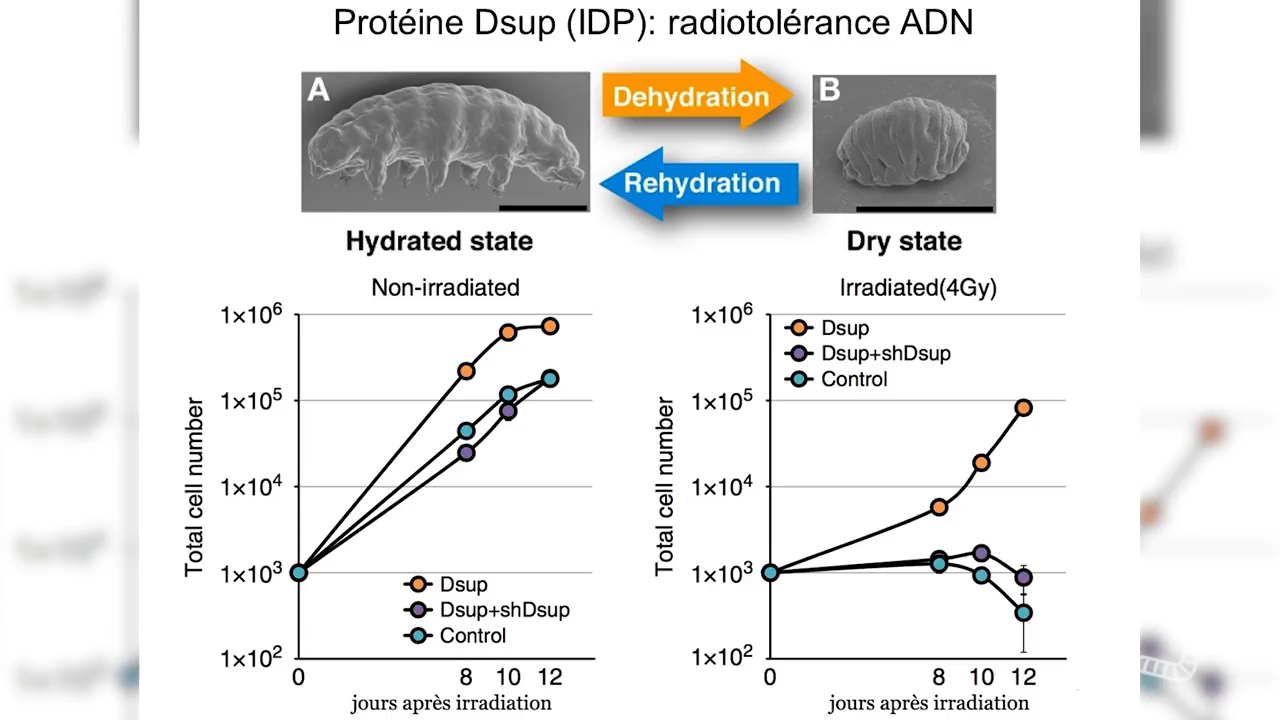 Protéine Dsup (IDP): radiotolérance ADN
A
Dehydration
B
Rehydration
Hydrated state
Dry state
Non-irradiated
1×10⁶
1×10⁵
1×10⁴
1×10³
1×10²
Total cell number
Dsup
Dsup+shDsup
Control
0 8 10 12
jours après irradiation
Irradiated(4Gy)
1×10⁶
1×10⁵
1×10⁴
1×10³
1×10²
Total cell number
Dsup
Dsup+shDsup
Control
0 8 10 12
jours après irradiation